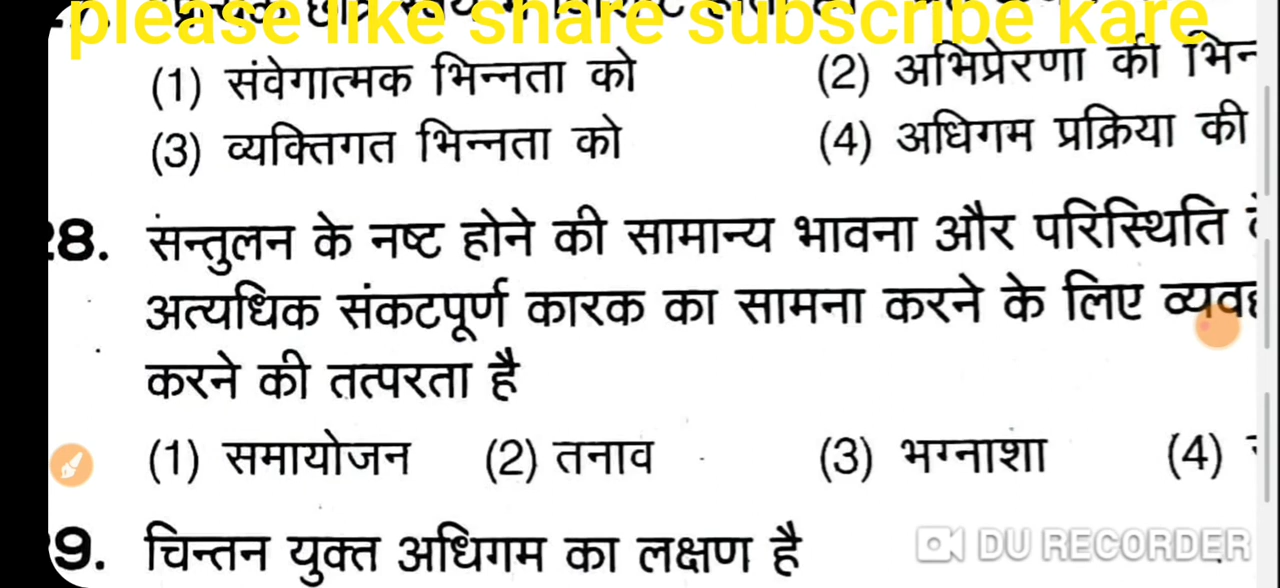 please like share subscribe kare
(1) संवेगात्मक भिन्नता को (2) अभिप्रेरणा की
(3) व्यक्तिगत भिन्नता को (4) अधिगम प्रक्रिया की
28. सन्तुलन के नष्ट होने की सामान्य भावना और परिस्थिति
अत्यधिक संकटपूर्ण कारक का सामना करने के लिए
करने की तत्परता है
(1) समायोजन (2) तनाव (3) भग्नाशा (4)
9. चिन्तन युक्त अधिगम का लक्षण है
DU RECORDER